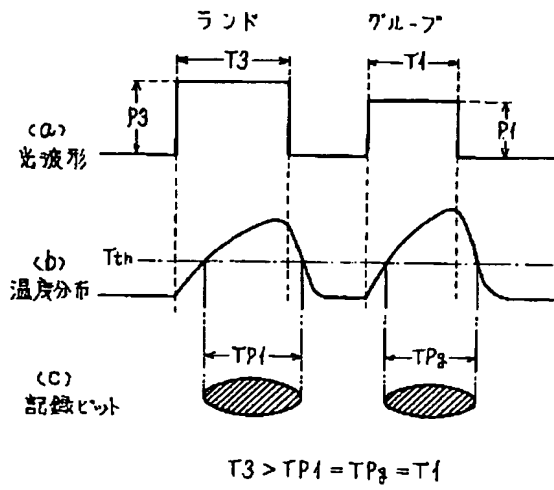 ランド グループ
T3 T1
P3 P1
(a)
光波形
(b)
温度分布
Tth
TP1 TPg
(c)
記録ピット
T3 > TP1 = TPg = T1